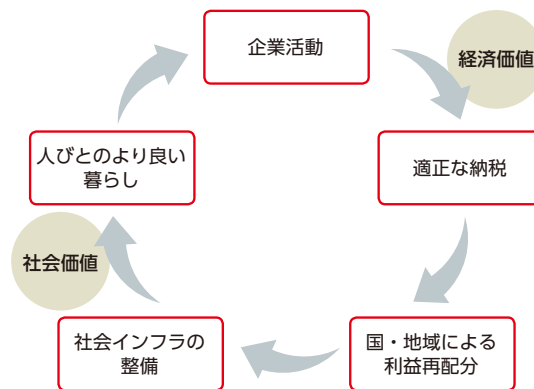 企業活動
経済価値
適正な納税
国・地域による
利益再配分
社会インフラの
整備
社会価値
人びとのより良い
暮らし